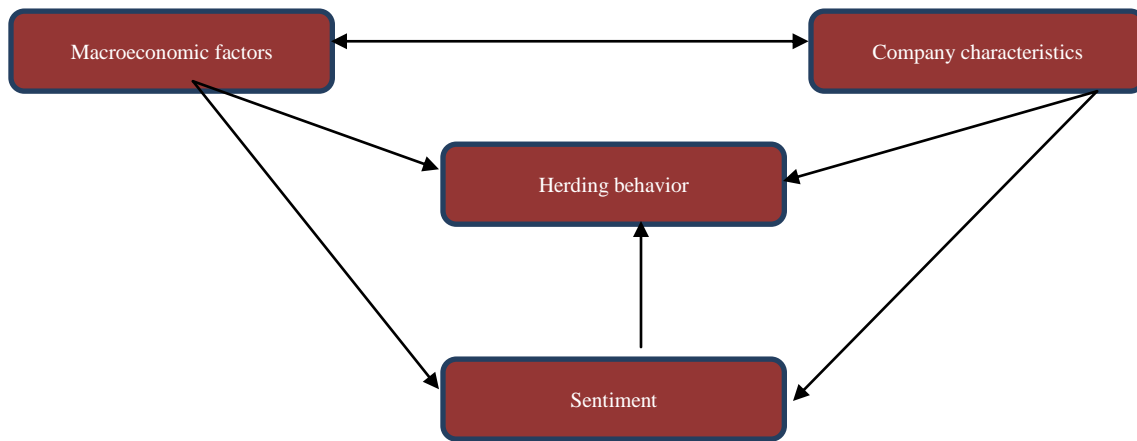 Macroeconomic factors
Company characteristics
Herding behavior
Sentiment